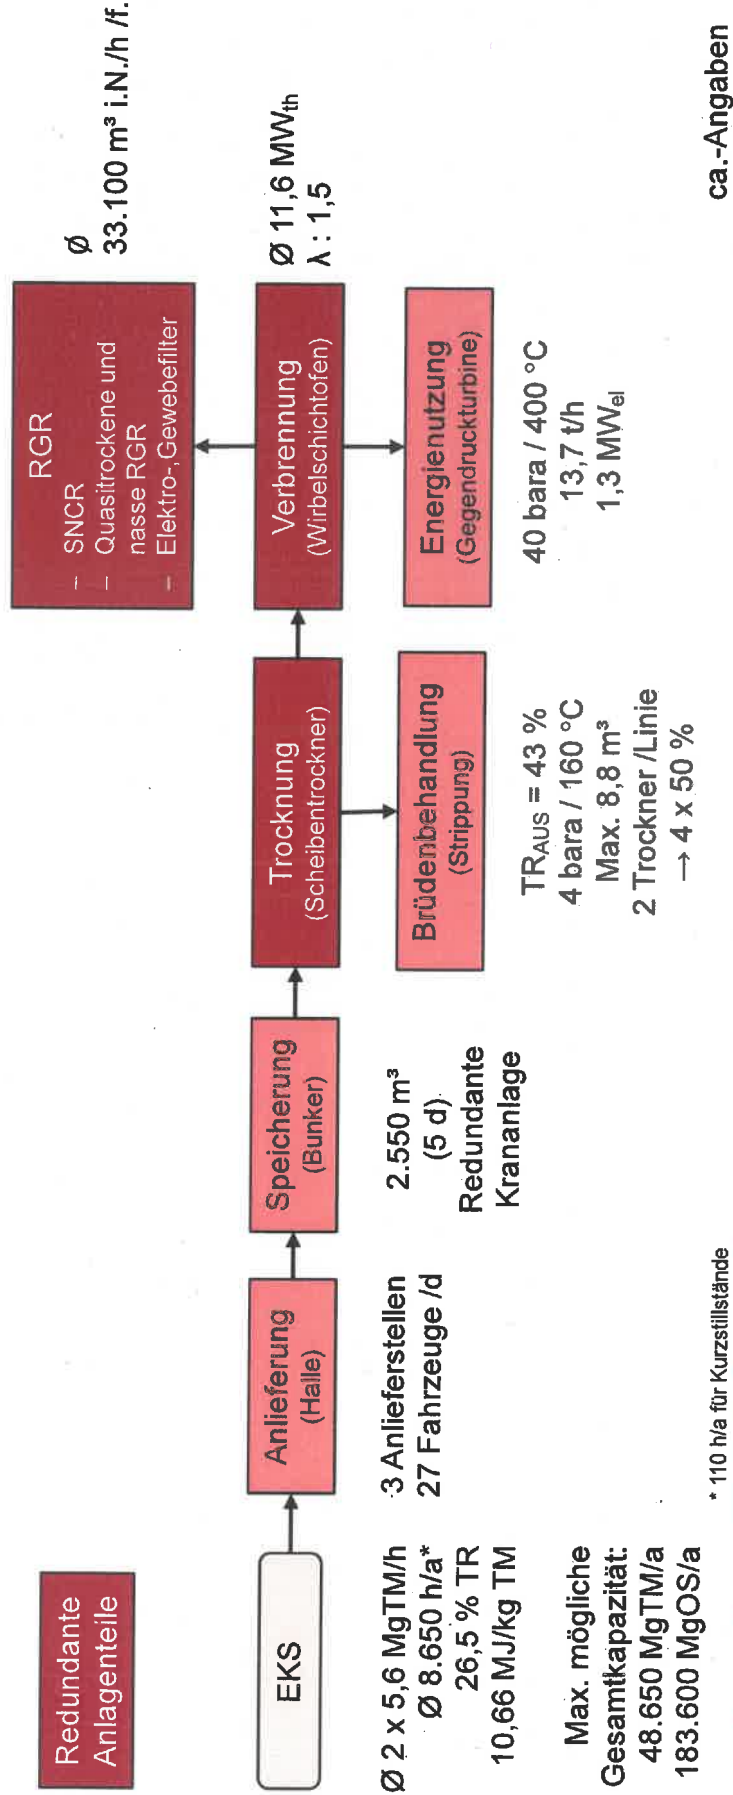 Redundante
Anlagenteile
EKS
Ø 2 x 5,6 MgTM/h
Ø 8.650 h/a*
26,5 % TR
10,66 MJ/kg TM
Max. mögliche
Gesamtkapazität:
48.650 MgTM/a
183.600 MgOS/a
Anlieferung
(Halle)
3 Anlieferstellen
27 Fahrzeuge /d
* 110 h/a für Kurzstillstände
Speicherung
(Bunker)
2.550 m³
(5 d)
Redundante
Krananlage
Trocknung
(Scheibentrockner)
Brüdenbehandlung
(Strippung)
TRAUS = 43 %
4 bara / 160 °C
Max. 8,8 m³
2 Trockner /Linie
→ 4 x 50 %
RGR
– SNCR
– Quasitrockene und
nasse RGR
– Elektro-,Gewebefilter
Ø
33.100 m³ i.N./h /f.
Verbrennung
(Wirbelschichtofen)
Ø 11,6 MWth
λ : 1,5
Energienutzung
(Gegendruckturbine)
40 bara / 400 °C
13,7 t/h
1,3 MWel
ca.-Angaben